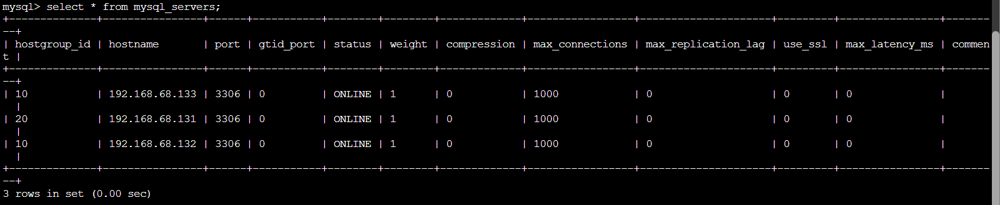 mysql> select * from mysql_servers;
+--------------+----------------+------+-----------+--------+--------+-------------+-----------------+---------------------+---------+----------------+-------
--+
| hostgroup_id | hostname       | port | gtid_port | status | weight | compression | max_connections | max_replication_lag | use_ssl | max_latency_ms | commen
t |
+--------------+----------------+------+-----------+--------+--------+-------------+-----------------+---------------------+---------+----------------+-------
--+
| 10           | 192.168.68.133 | 3306 | 0         | ONLINE | 1      | 0           | 1000            | 0                   | 0       | 0              |
  |
| 20           | 192.168.68.131 | 3306 | 0         | ONLINE | 1      | 0           | 1000            | 0                   | 0       | 0              |
  |
| 10           | 192.168.68.132 | 3306 | 0         | ONLINE | 1      | 0           | 1000            | 0                   | 0       | 0              |
  |
+--------------+----------------+------+-----------+--------+--------+-------------+-----------------+---------------------+---------+----------------+-------
--+
3 rows in set (0.00 sec)